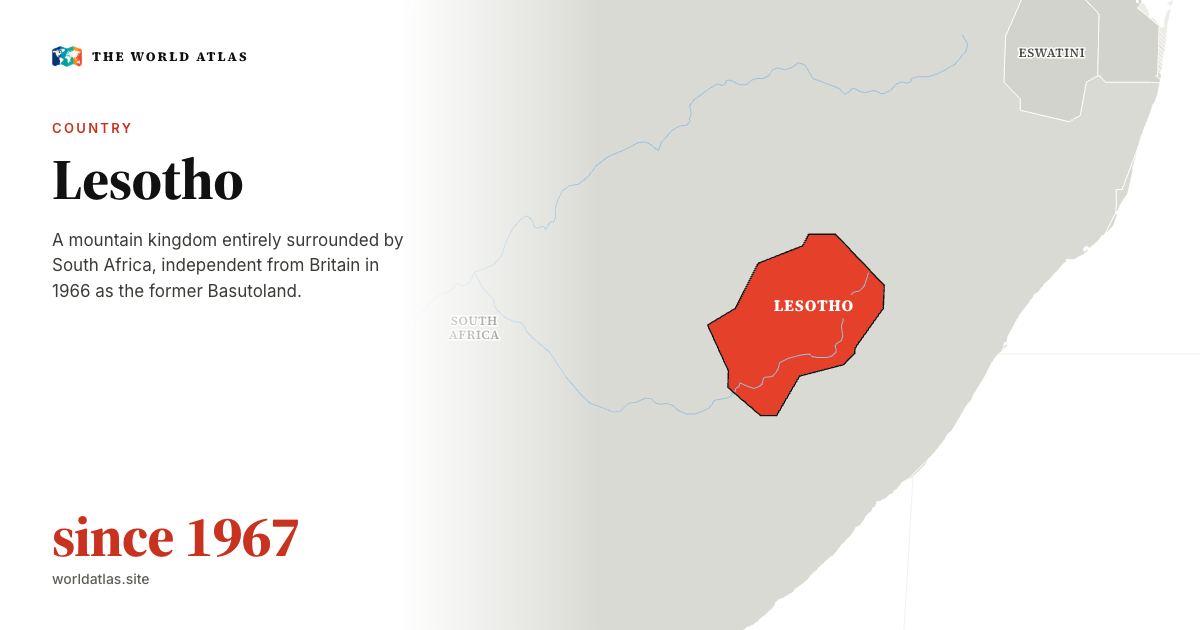 THE WORLD ATLAS
COUNTRY
Lesotho
A mountain kingdom entirely surrounded by
South Africa, independent from Britain in
1966 as the former Basutoland.
since 1967
worldatlas.site
ESWATINI
LESOTHO
SOUTH
AFRICA